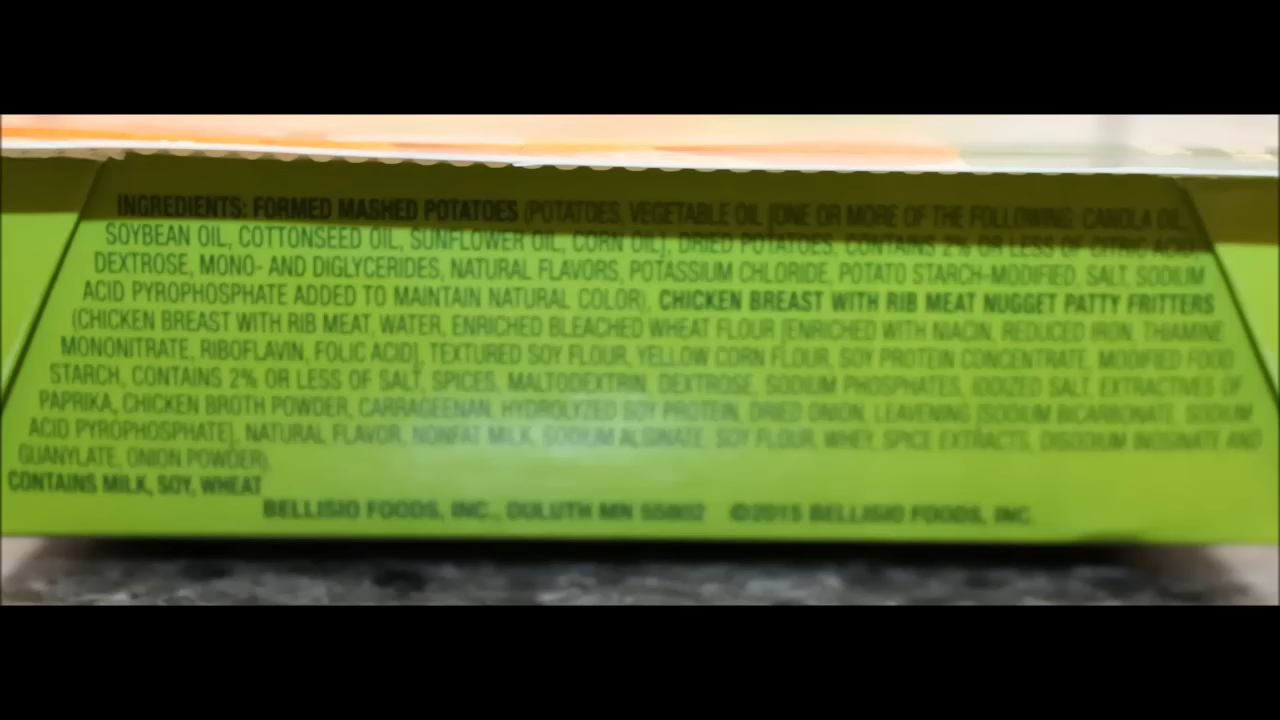 INGREDIENTS: FORMED MASHED POTATOES (POTATOES, VEGETABLE OIL [ONE OR MORE OF THE FOLLOWING: CANOLA OIL,
SOYBEAN OIL, COTTONSEED OIL, SUNFLOWER OIL, CORN OIL], DRIED POTATOES, CONTAINS 2% OR LESS OF CITRIC ACID,
DEXTROSE, MONO- AND DIGLYCERIDES, NATURAL FLAVORS, POTASSIUM CHLORIDE, POTATO STARCH-MODIFIED, SALT, SODIUM
ACID PYROPHOSPHATE ADDED TO MAINTAIN NATURAL COLOR), CHICKEN BREAST WITH RIB MEAT NUGGET PATTY FRITTERS
(CHICKEN BREAST WITH RIB MEAT, WATER, ENRICHED BLEACHED WHEAT FLOUR [ENRICHED WITH NIACIN, REDUCED IRON, THIAMINE
MONONITRATE, RIBOFLAVIN, FOLIC ACID], TEXTURED SOY FLOUR, YELLOW CORN FLOUR, SOY PROTEIN CONCENTRATE, MODIFIED FOOD
STARCH, CONTAINS 2% OR LESS OF SALT, SPICES, MALTODEXTRIN, DEXTROSE, SODIUM PHOSPHATES, IODIZED SALT, EXTRACTIVES OF
PAPRIKA, CHICKEN BROTH POWDER, CARRAGEENAN, HYDROLYZED SOY PROTEIN, DRIED ONION, LEAVENING [SODIUM BICARBONATE, SODIUM
ACID PYROPHOSPHATE], NATURAL FLAVOR, NONFAT MILK, SODIUM ALGINATE, SOY FLOUR, WHEY, SPICE EXTRACTS, DISODIUM INOSINATE AND
GUANYLATE, ONION POWDER).
CONTAINS MILK, SOY, WHEAT
BELLISIO FOODS, INC., DULUTH MN 55802 ©2015 BELLISIO FOODS, INC.